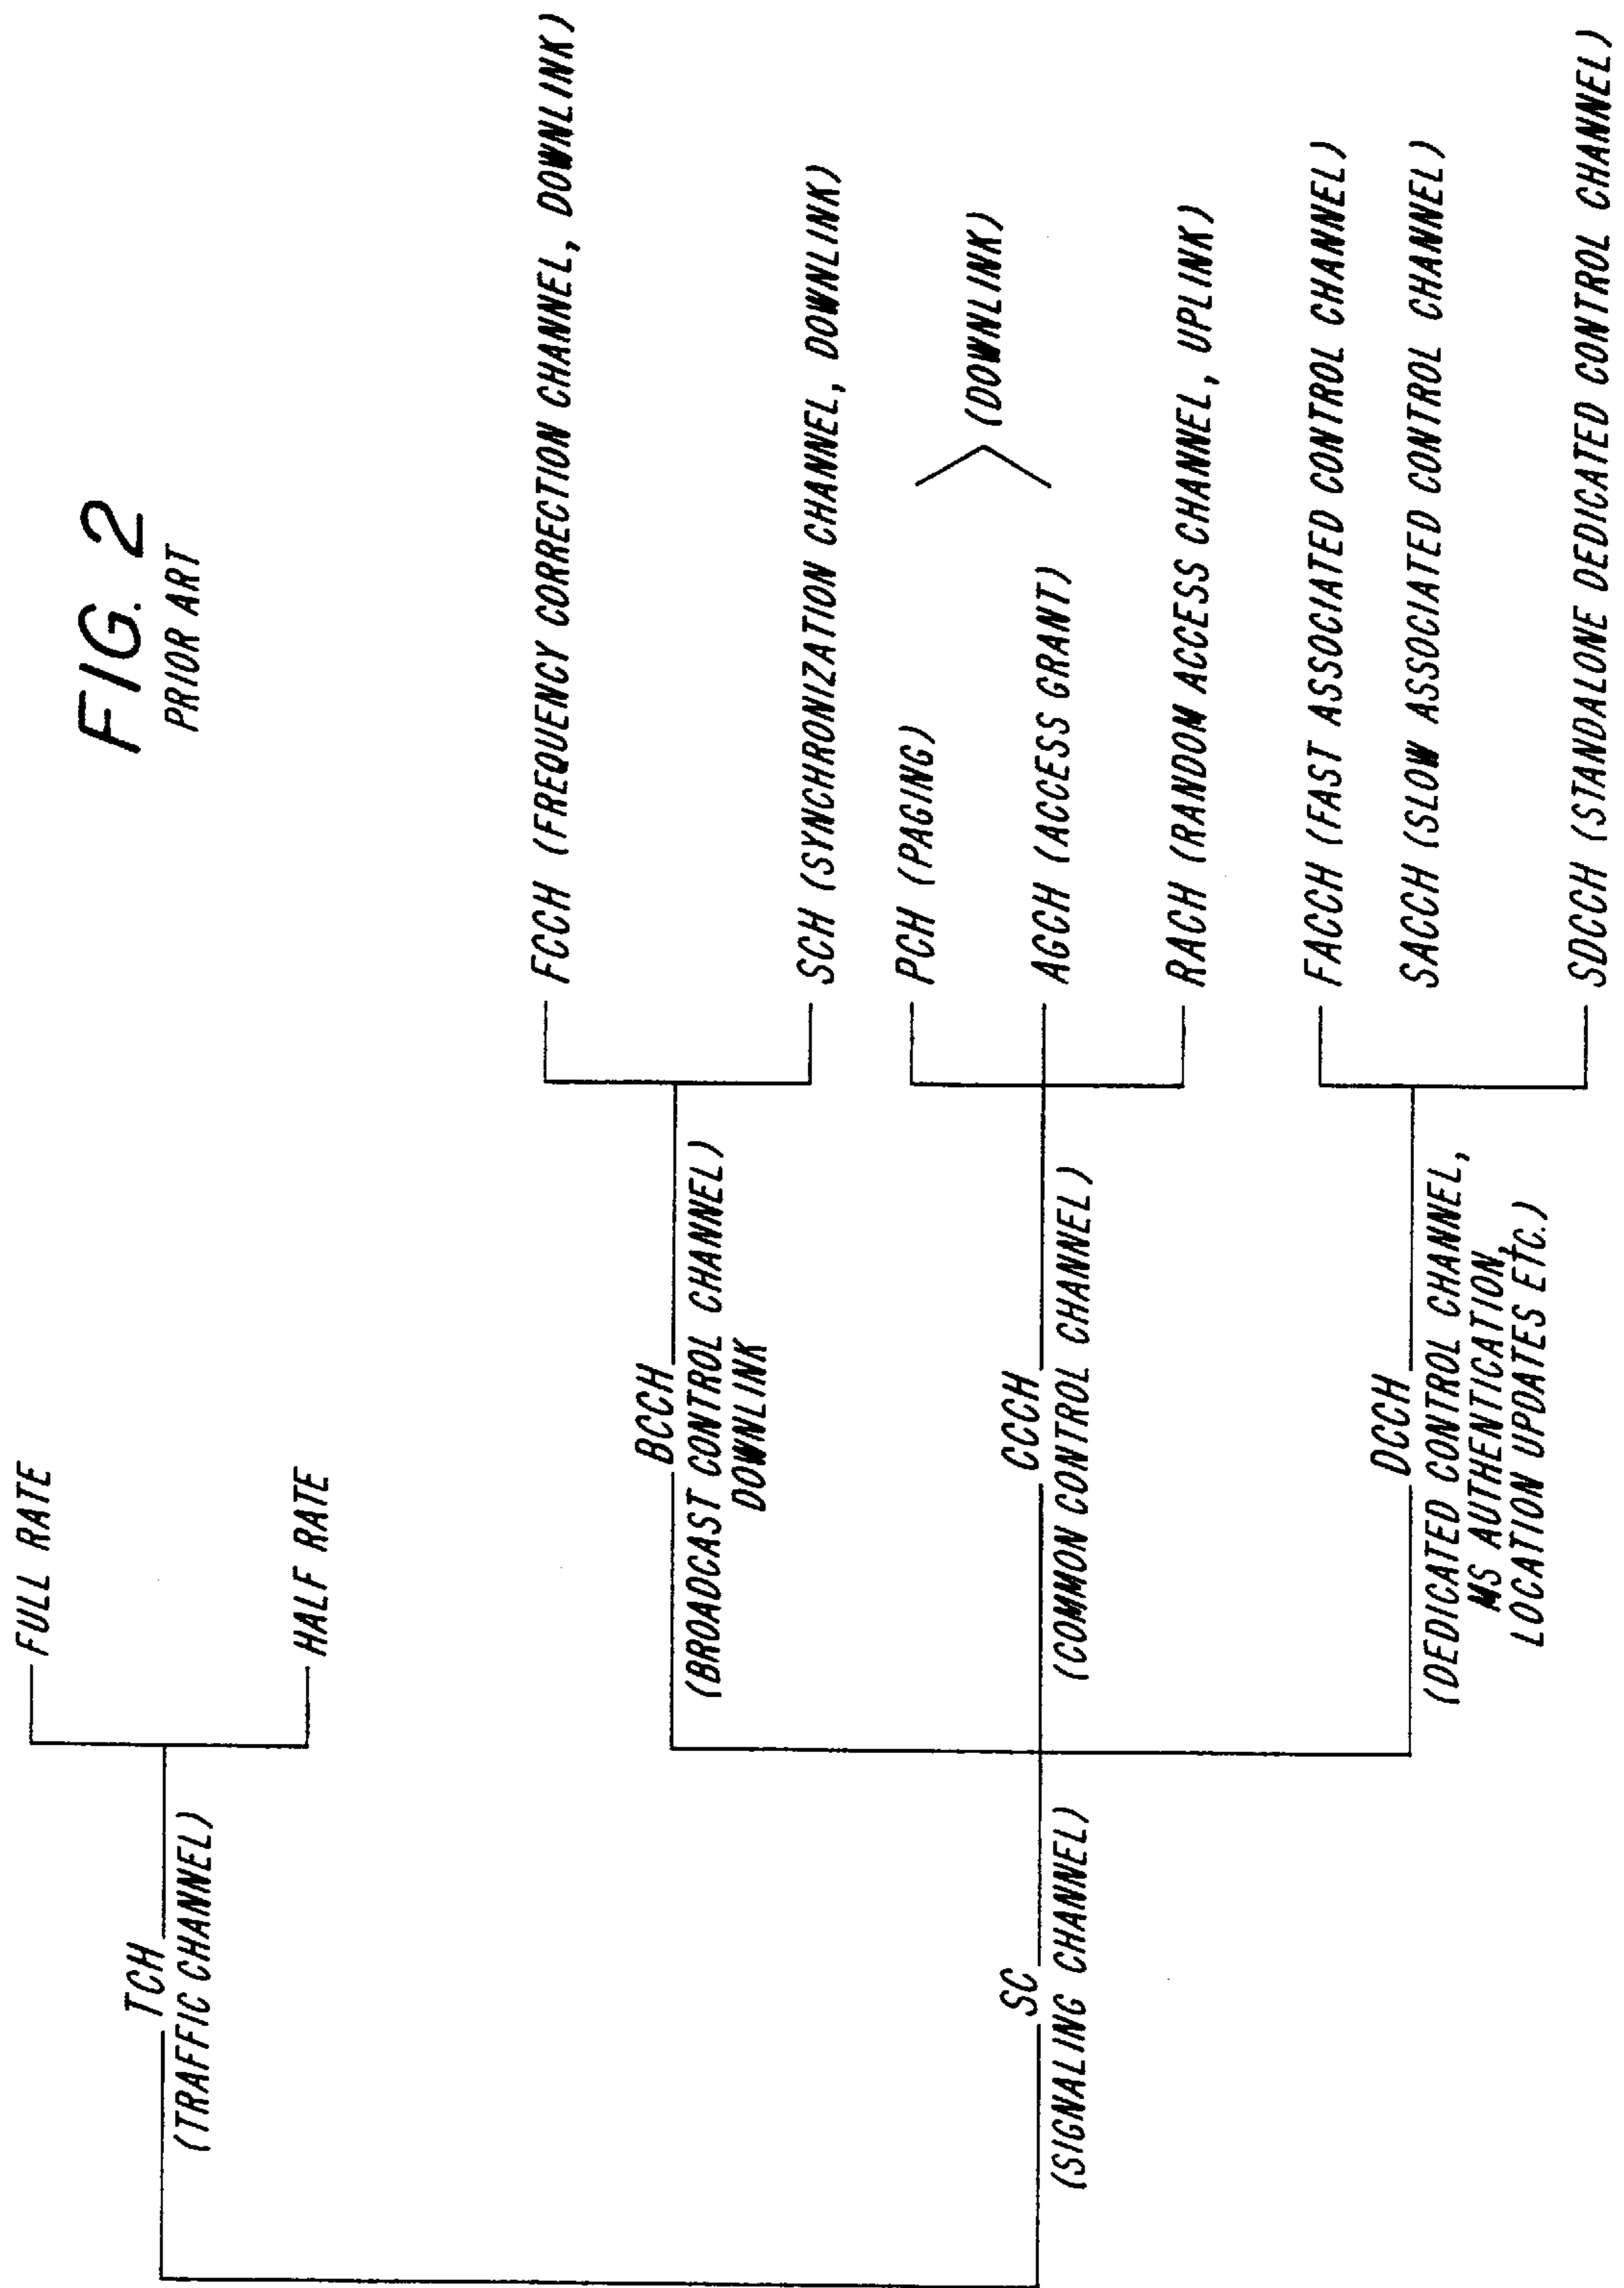 FIG. 2
PRIOR ART
FULL RATE
TCH
(TRAFFIC CHANNEL)
HALF RATE
FCCH (FREQUENCY CORRECTION CHANNEL, DOWNLINK)
BCCH
(BROADCAST CONTROL CHANNEL)
DOWNLINK
SCH (SYNCHRONIZATION CHANNEL, DOWNLINK)
PCH (PAGING)
(DOWNLINK)
SC
(SIGNALING CHANNEL)
CCCH
(COMMON CONTROL CHANNEL)
AGCH (ACCESS GRANT)
RACH (RANDOM ACCESS CHANNEL, UPLINK)
FACCH (FAST ASSOCIATED CONTROL CHANNEL)
DCCH
(DEDICATED CONTROL CHANNEL,
MS AUTHENTICATION,
LOCATION UPDATES ETC.)
SACCH (SLOW ASSOCIATED CONTROL CHANNEL)
SDCCH (STANDALONE DEDICATED CONTROL CHANNEL)